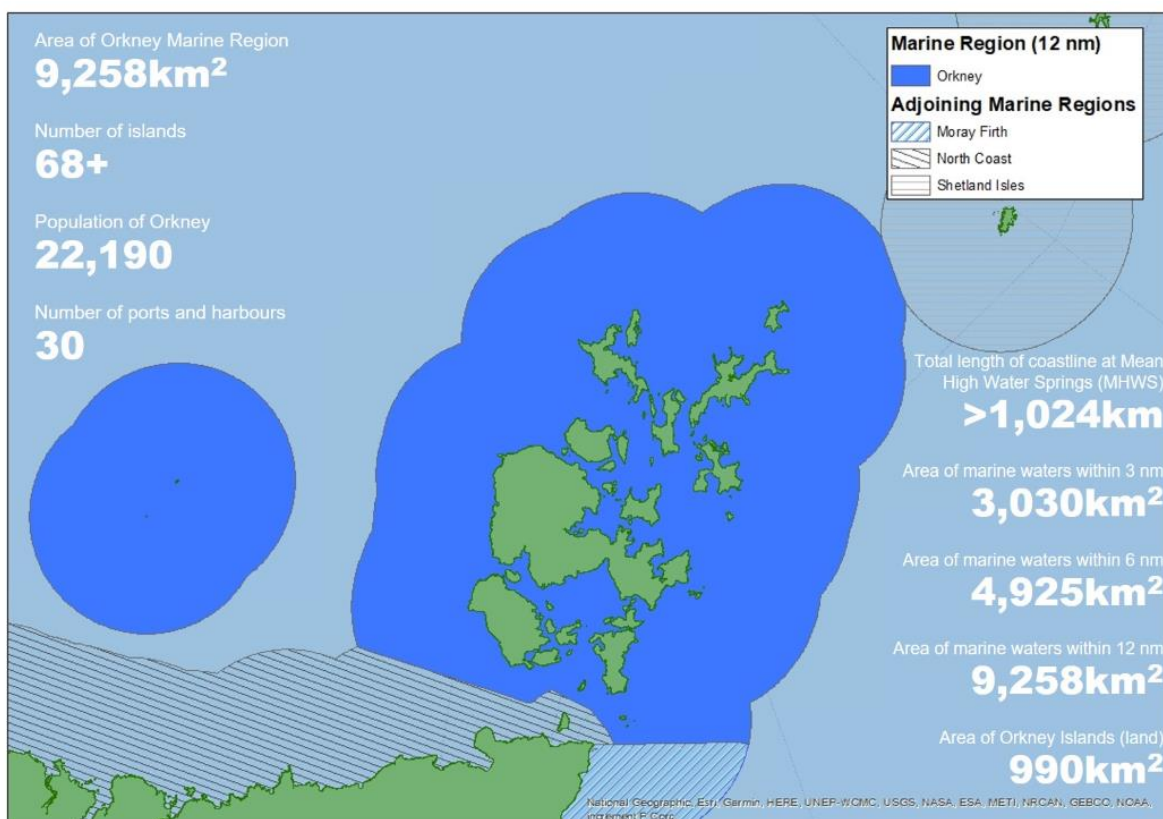 Area of Orkney Marine Region
9,258km²
Number of islands
68+
Population of Orkney
22,190
Number of ports and harbours
30
Marine Region (12 nm)
Orkney
Adjoining Marine Regions
Moray Firth
North Coast
Shetland Isles
Total length of coastline at Mean
High Water Springs (MHWS)
>1,024km
Area of marine waters within 3 nm
3,030km²
Area of marine waters within 6 nm
4,925km²
Area of marine waters within 12 nm
9,258km²
Area of Orkney Islands (land)
990km²
National Geographic, Esri, Garmin, HERE, UNEP-WCMC, USGS, NASA, ESA, METI, NRCAN, GEBCO, NOAA,
increment P Corp.